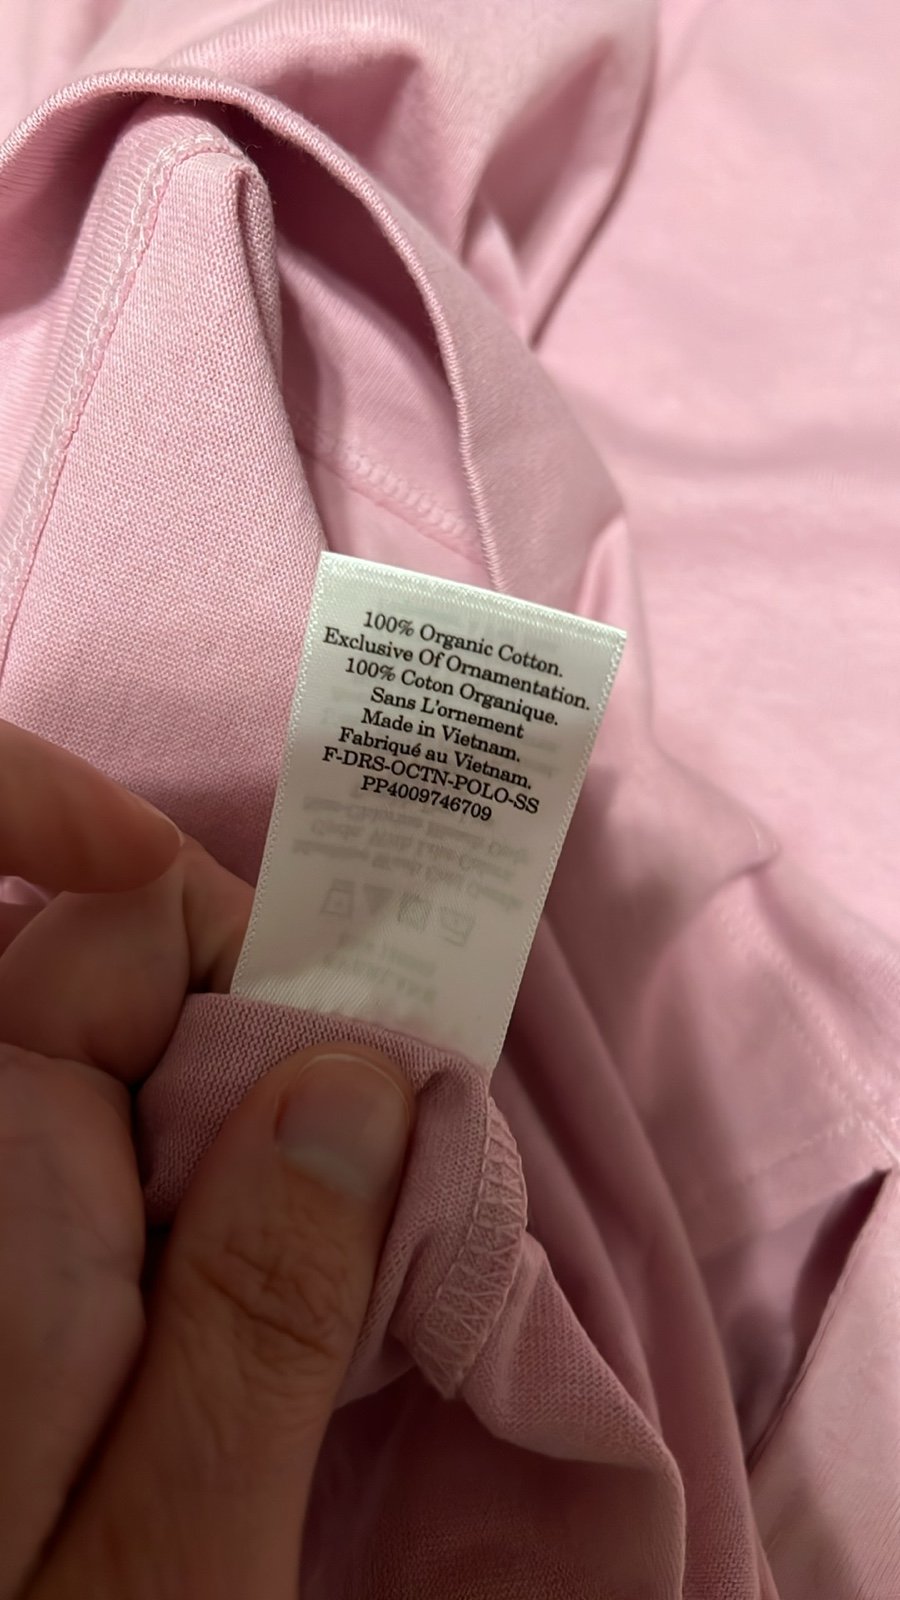 100% Organic Cotton.
Exclusive Of Ornamentation.
100% Coton Organique.
Sans L'ornement
Made in Vietnam.
Fabriqué au Vietnam.
F-DRS-OCTN-POLO-SS
PP4009746709